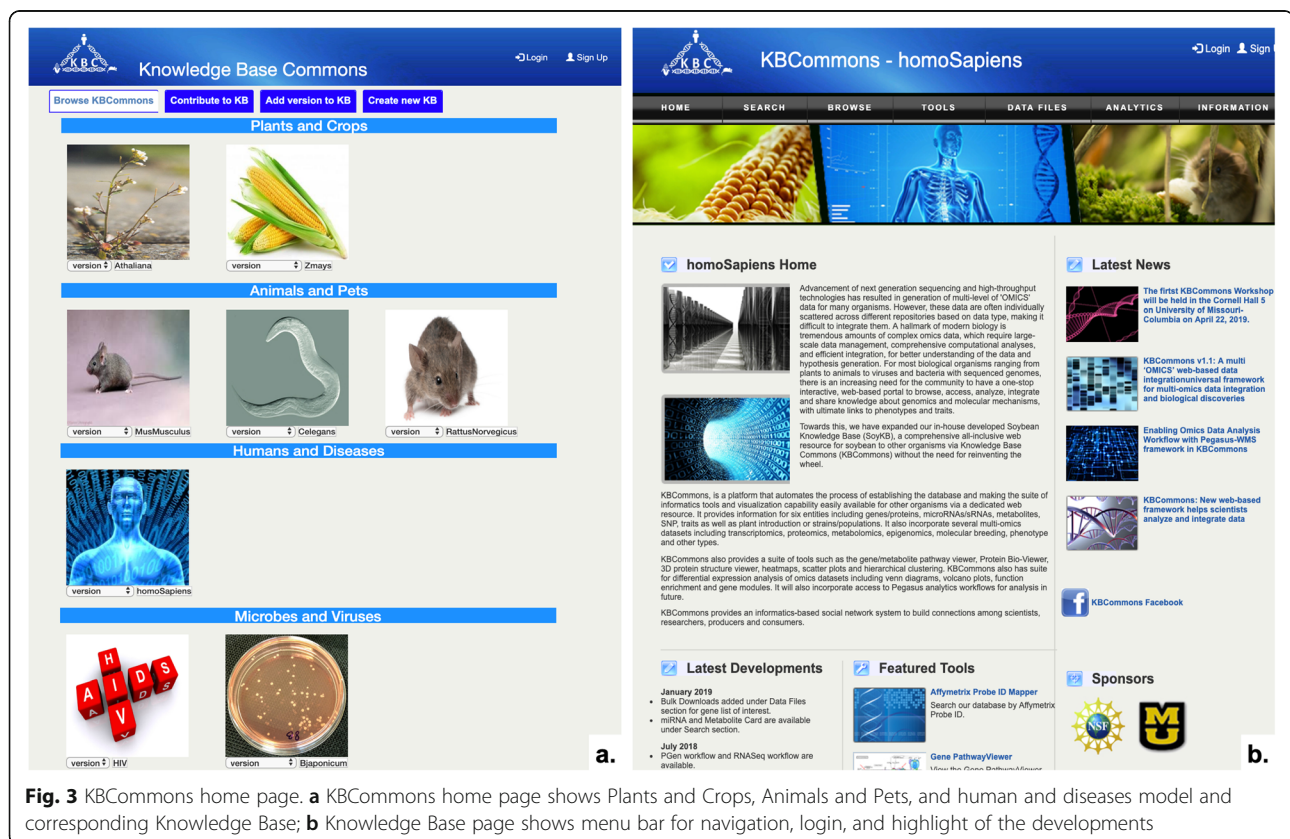 KBC
Knowledge Base Commons
Login
Sign Up
Browse KBCommons
Contribute to KB
Add version to KB
Create new KB
Plants and Crops
version Athaliana
version Zmays
Animals and Pets
version MusMusculus
version Celegans
version RattusNorvegicus
Humans and Diseases
version homoSapiens
Microbes and Viruses
H
AIDS
AIDS
V
version HIV
version Bjaponicum
a.
KBC
KBCommons - homoSapiens
Login
Sign
HOME
SEARCH
BROWSE
TOOLS
DATA FILES
ANALYTICS
INFORMATION
homoSapiens Home
Advancement of next generation sequencing and high-throughput
technologies has resulted in generation of multi-level of 'OMICS'
data for many organisms. However, these data are often individually
scattered across different repositories based on data type, making it
difficult to integrate them. A hallmark of modern biology is
tremendous amounts of complex omics data, which require large-
scale data management, comprehensive computational analyses,
and efficient integration, for better understanding of the data and
hypothesis generation. For most biological organisms ranging from
plants to animals to viruses and bacteria with sequenced genomes,
there is an increasing need for the community to have a one-stop
interactive, web-based portal to browse, access, analyze, integrate
and share knowledge about genomics and molecular mechanisms,
with ultimate links to phenotypes and traits.
Towards this, we have expanded our in-house developed Soybean
Knowledge Base (SoyKB), a comprehensive all-inclusive web
resource for soybean to other organisms via Knowledge Base
Commons (KBCommons) without the need for reinventing the
wheel.
KBCommons, is a platform that automates the process of establishing the database and making the suite of
informatics tools and visualization capability easily available for other organisms via a dedicated web
resource. It provides information for six entities including genes/proteins, microRNAs/sRNAs, metabolites,
SNP, traits as well as plant introduction or strains/populations. It also incorporate several multi-omics
datasets including transcriptomics, proteomics, metabolomics, epigenomics, molecular breeding, phenotype
and other types.
KBCommons also provides a suite of tools such as the gene/metabolite pathway viewer, Protein Bio-Viewer,
3D protein structure viewer, heatmaps, scatter plots and hierarchical clustering. KBCommons also has suite
for differential expression analysis of omics datasets including venn diagrams, volcano plots, function
enrichment and gene modules. It will also incorporate access to Pegasus analytics workflows for analysis in
future.
KBCommons provides an informatics-based social network system to build connections among scientists,
researchers, producers and consumers.
Latest News
The firtst KBCommons Workshop
will be held in the Cornell Hall 5
on University of Missouri-
Columbia on April 22, 2019.
KBCommons v1.1: A multi
'OMICS' web-based data
integrationuniversal framework
for multi-omics data integration
and biological discoveries
Enabling Omics Data Analysis
Workflow with Pegasus-WMS
framework in KBCommons
KBCommons: New web-based
framework helps scientists
analyze and integrate data
f
KBCommons Facebook
Latest Developments
January 2019
• Bulk Downloads added under Data Files
section for gene list of interest.
• miRNA and Metabolite Card are available
under Search section.
July 2018
• PGen workflow and RNASeq workflow are
available.
Featured Tools
Affymetrix Probe ID Mapper
Search our database by Affymetrix
Probe ID.
Gene PathwayViewer
View the Gene PathwayViewer
Sponsors
NSF
MU
b.
Fig. 3 KBCommons home page. a KBCommons home page shows Plants and Crops, Animals and Pets, and human and diseases model and
corresponding Knowledge Base; b Knowledge Base page shows menu bar for navigation, login, and highlight of the developments